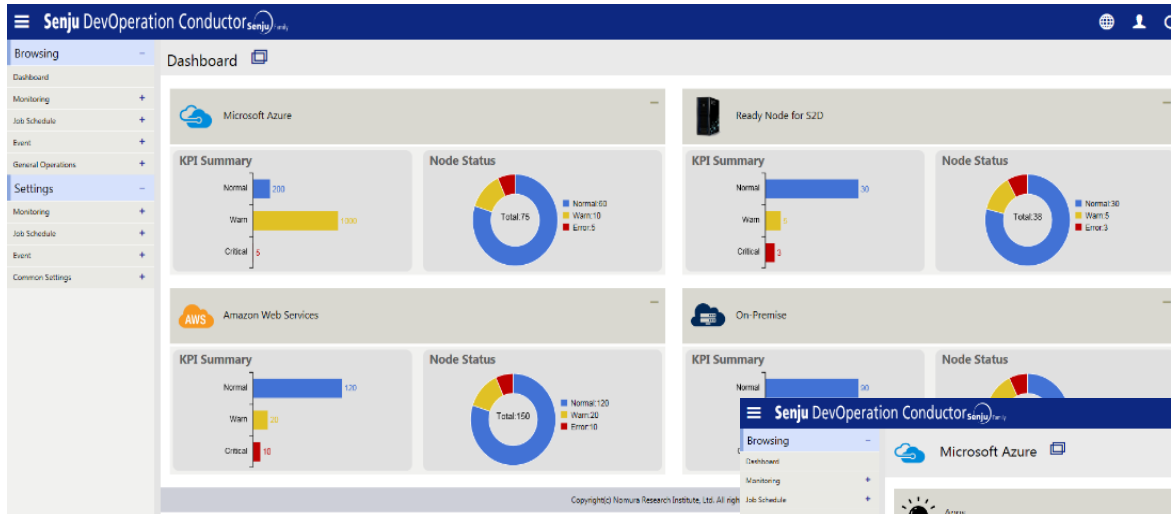 Senju DevOperation Conductor Senju Family
Browsing
Dashboard
Monitoring
Job Schedule
Event
General Operations
Settings
Monitoring
Job Schedule
Event
Common Settings
Dashboard
Microsoft Azure
KPI Summary
Normal 200
Warn 1300
Critical 5
Node Status
Total:75
Normal:60
Warn:10
Error:5
Ready Node for S2D
KPI Summary
Normal 30
Warn 5
Critical 3
Node Status
Total:38
Normal:30
Warn:5
Error:3
AWS Amazon Web Services
KPI Summary
Normal 120
Warn 20
Critical 10
Node Status
Total:150
Normal:120
Warn:20
Error:10
On-Premise
KPI Summary
Normal 90
Node Status
Copyright(c) Nomura Research Institute, Ltd. All righ
Senju DevOperation Conductor Senju Family
Browsing
Dashboard
Monitoring
Job Schedule
Microsoft Azure